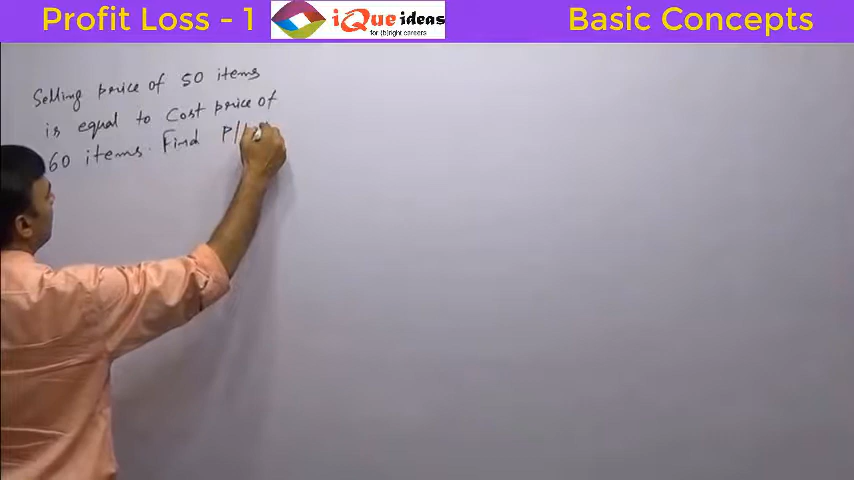 Profit Loss - 1
iQue ideas
for (b)right careers
Basic Concepts
Selling price of 50 items
is equal to Cost price of
60 items. Find P/